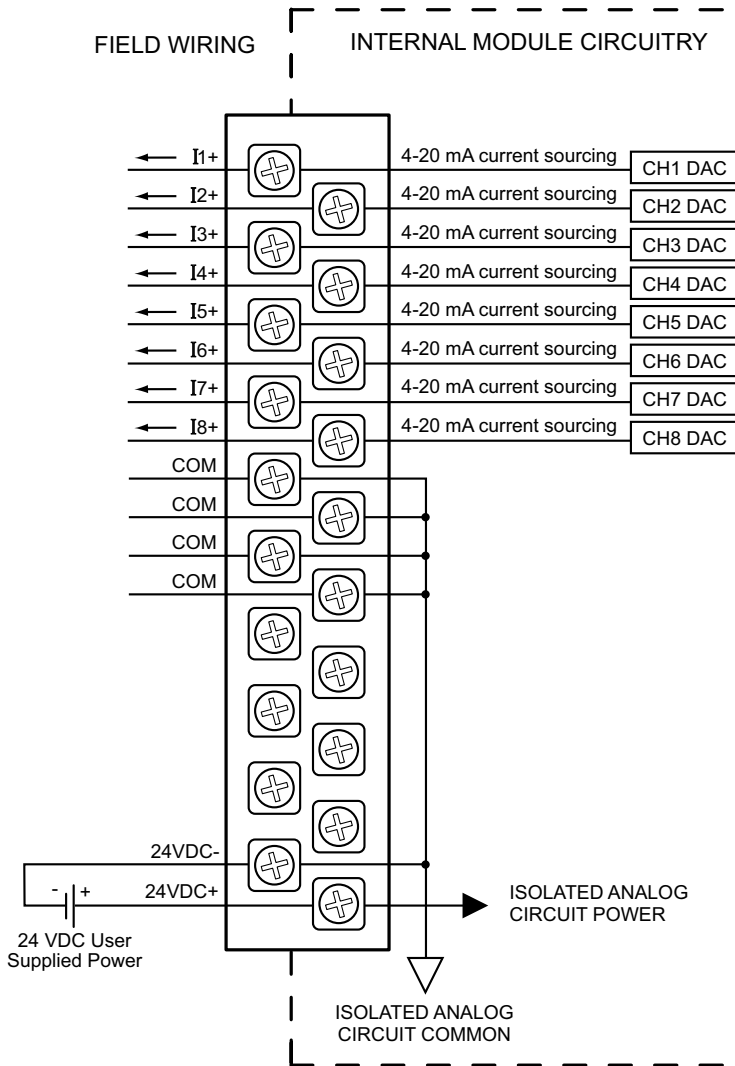 FIELD WIRING
INTERNAL MODULE CIRCUITRY
I1+
4-20 mA current sourcing
CH1 DAC
I2+
4-20 mA current sourcing
CH2 DAC
I3+
4-20 mA current sourcing
CH3 DAC
I4+
4-20 mA current sourcing
CH4 DAC
I5+
4-20 mA current sourcing
CH5 DAC
I6+
4-20 mA current sourcing
CH6 DAC
I7+
4-20 mA current sourcing
CH7 DAC
I8+
4-20 mA current sourcing
CH8 DAC
COM
COM
COM
COM
24VDC-
24VDC+
- +
24 VDC User
Supplied Power
ISOLATED ANALOG
CIRCUIT POWER
ISOLATED ANALOG
CIRCUIT COMMON